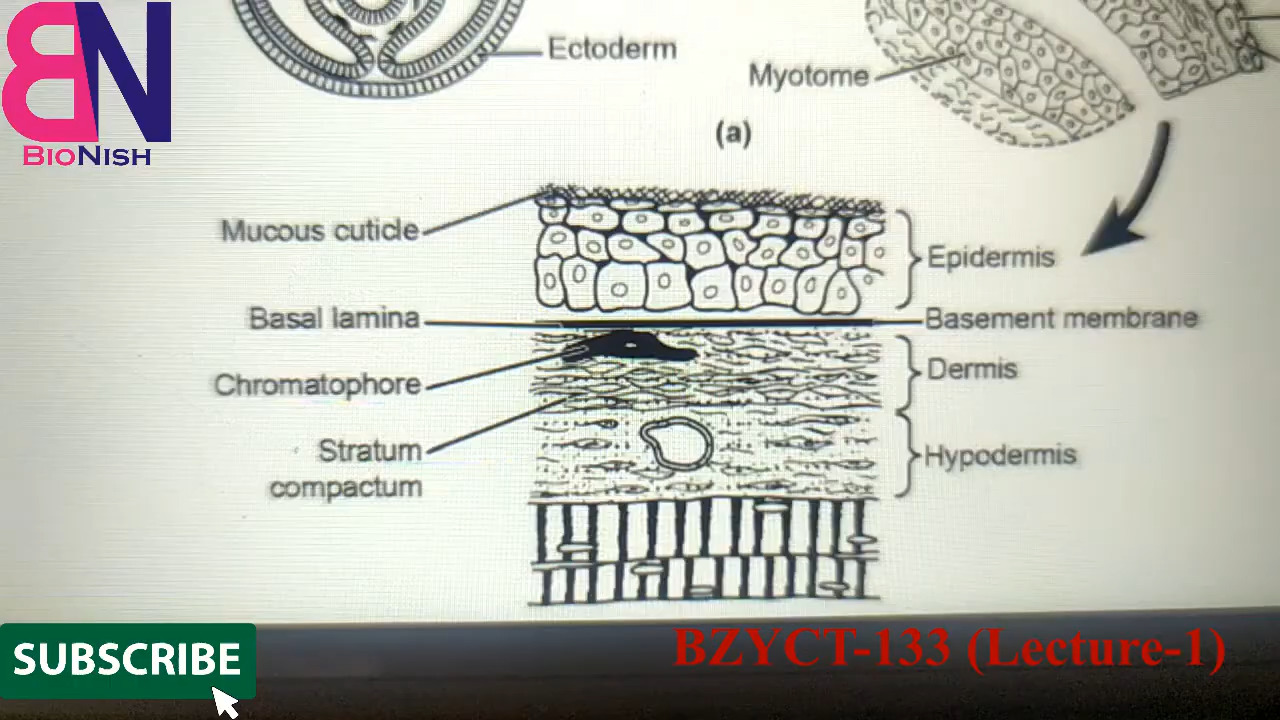 BN
BioNish
Ectoderm
Myotome
(a)
Mucous cuticle
Epidermis
Basal lamina
Basement membrane
Chromatophore
Dermis
Stratum
compactum
Hypodermis
SUBSCRIBE
BZYCT-133 (Lecture-1)